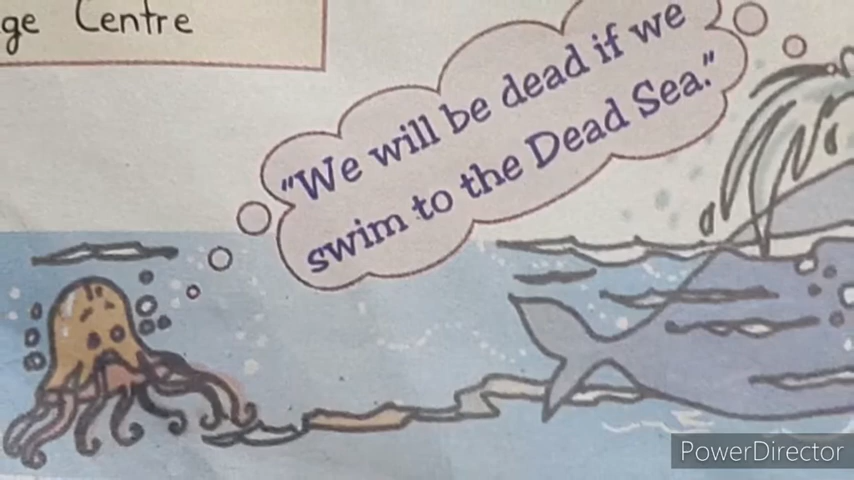 ge Centre
"We will be dead if we
swim to the Dead Sea."
PowerDirector